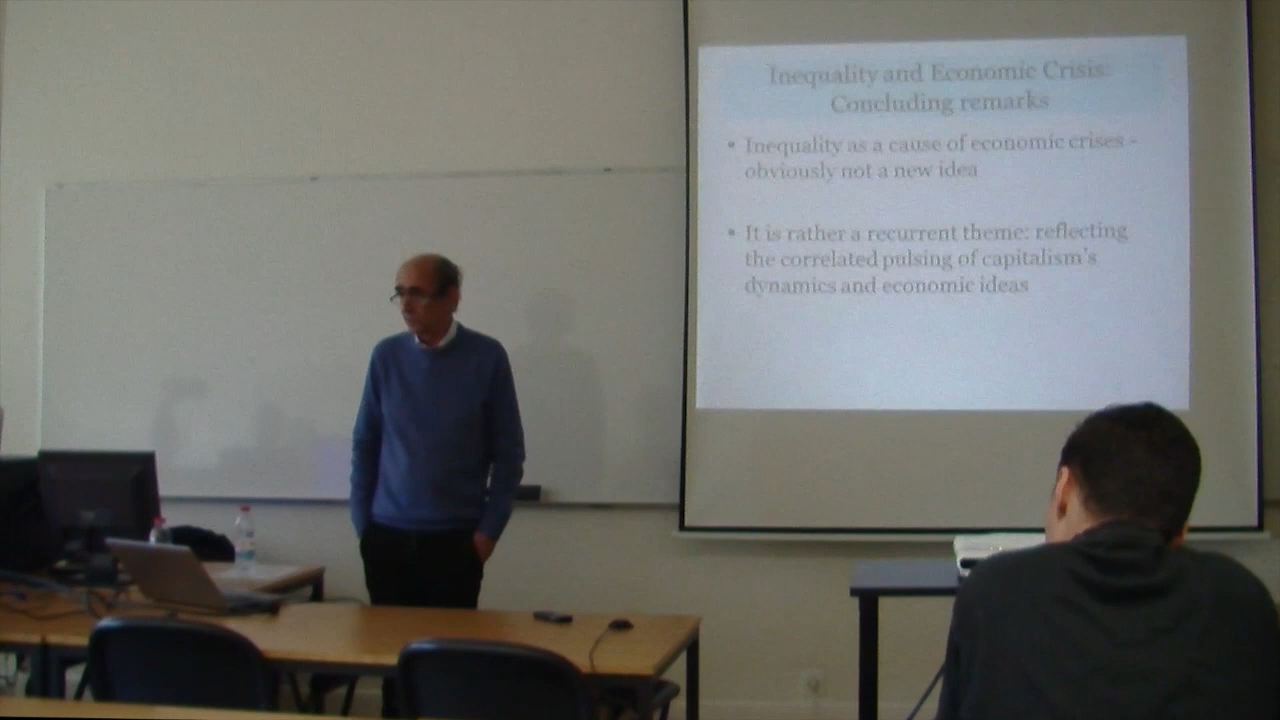 Inequality and Economic Crisis:
Concluding remarks
• Inequality as a cause of economic crises -
obviously not a new idea
• It is rather a recurrent theme: reflecting
the correlated pulsing of capitalism's
dynamics and economic ideas